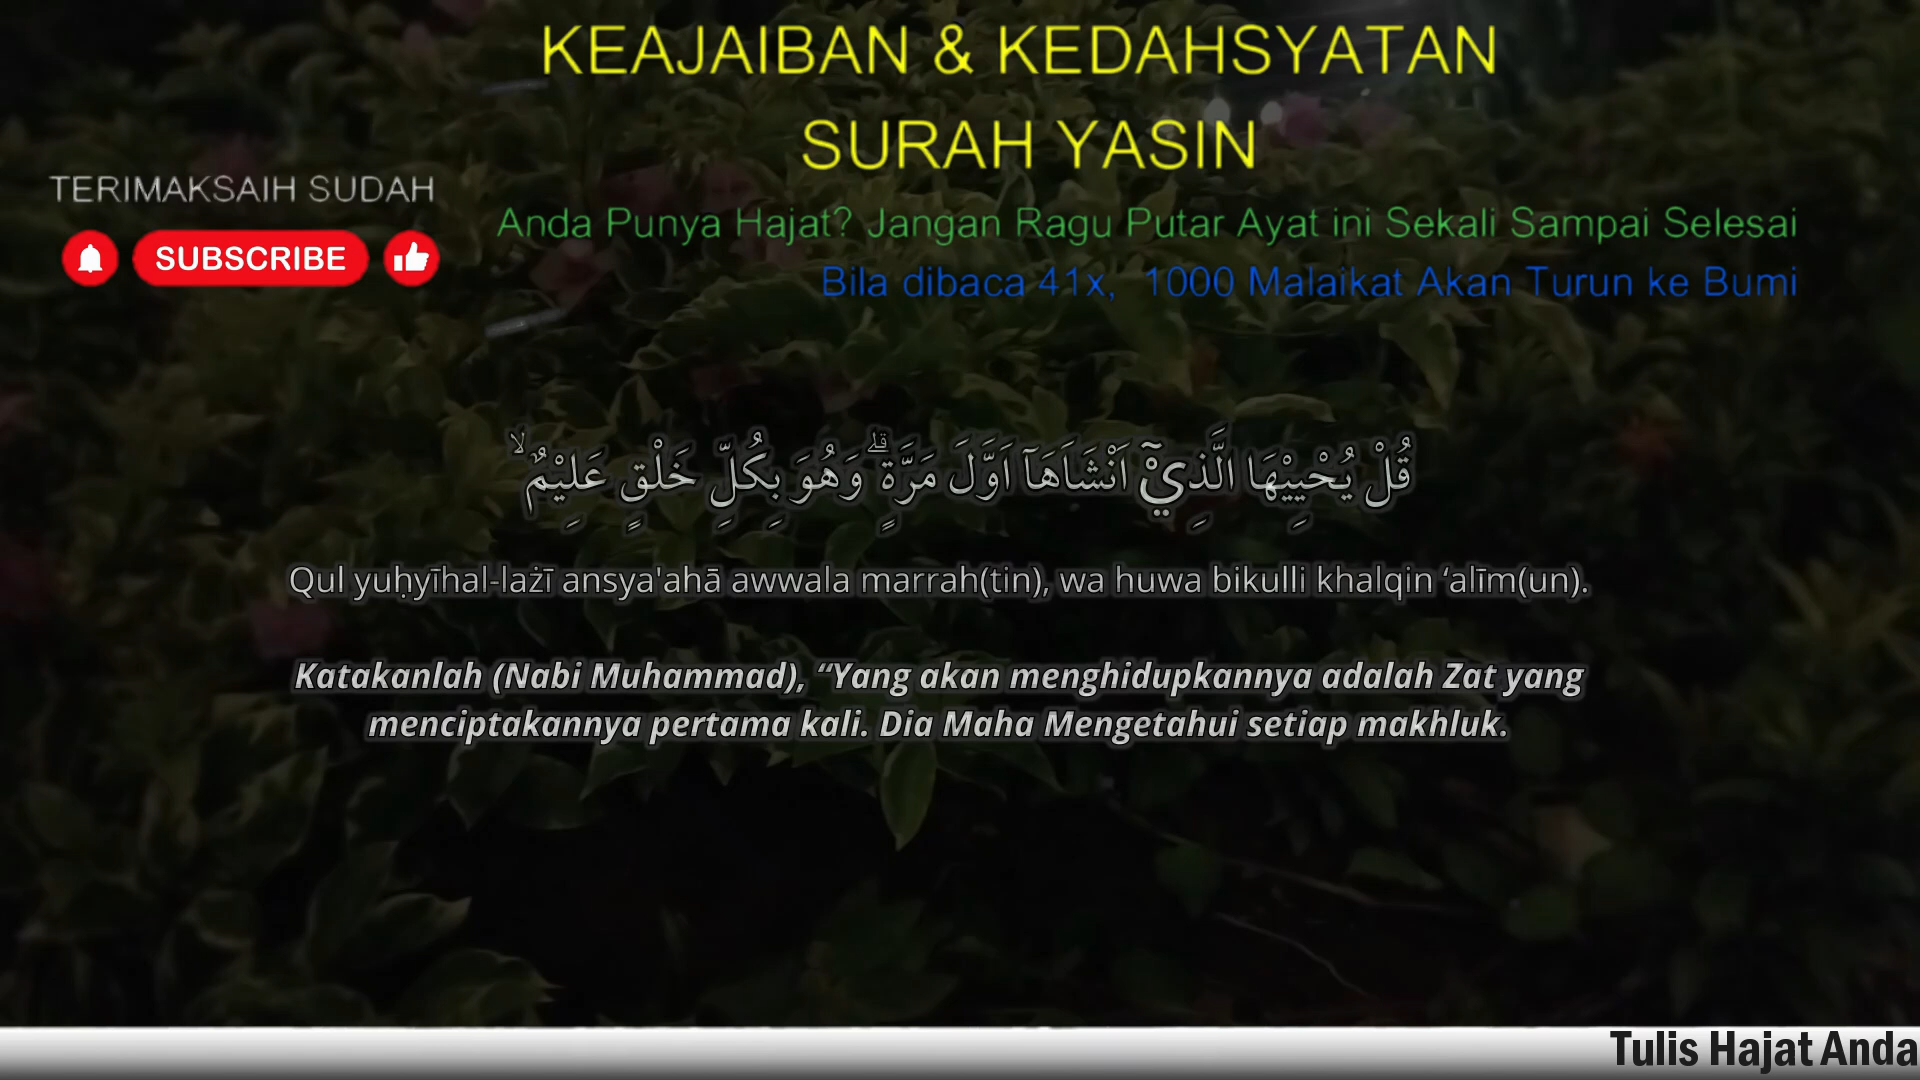 KEAJAIBAN & KEDAHSYATAN
SURAH YASIN
TERIMAKSAIH SUDAH
SUBSCRIBE
Anda Punya Hajat? Jangan Ragu Putar Ayat ini Sekali Sampai Selesai
Bila dibaca 41x, 1000 Malaikat Akan Turun ke Bumi
قُلْ يُحْيِيْهَا الَّذِيْٓ اَنْشَاَهَآ اَوَّلَ مَرَّةٍ ۗوَهُوَ بِكُلِّ خَلْقٍ عَلِيْمٌ ۙ
Qul yuḥyīhal-lażī ansya'ahā awwala marrah(tin), wa huwa bikulli khalqin ‘alīm(un).
Katakanlah (Nabi Muhammad), “Yang akan menghidupkannya adalah Zat yang
menciptakannya pertama kali. Dia Maha Mengetahui setiap makhluk.
Tulis Hajat Anda